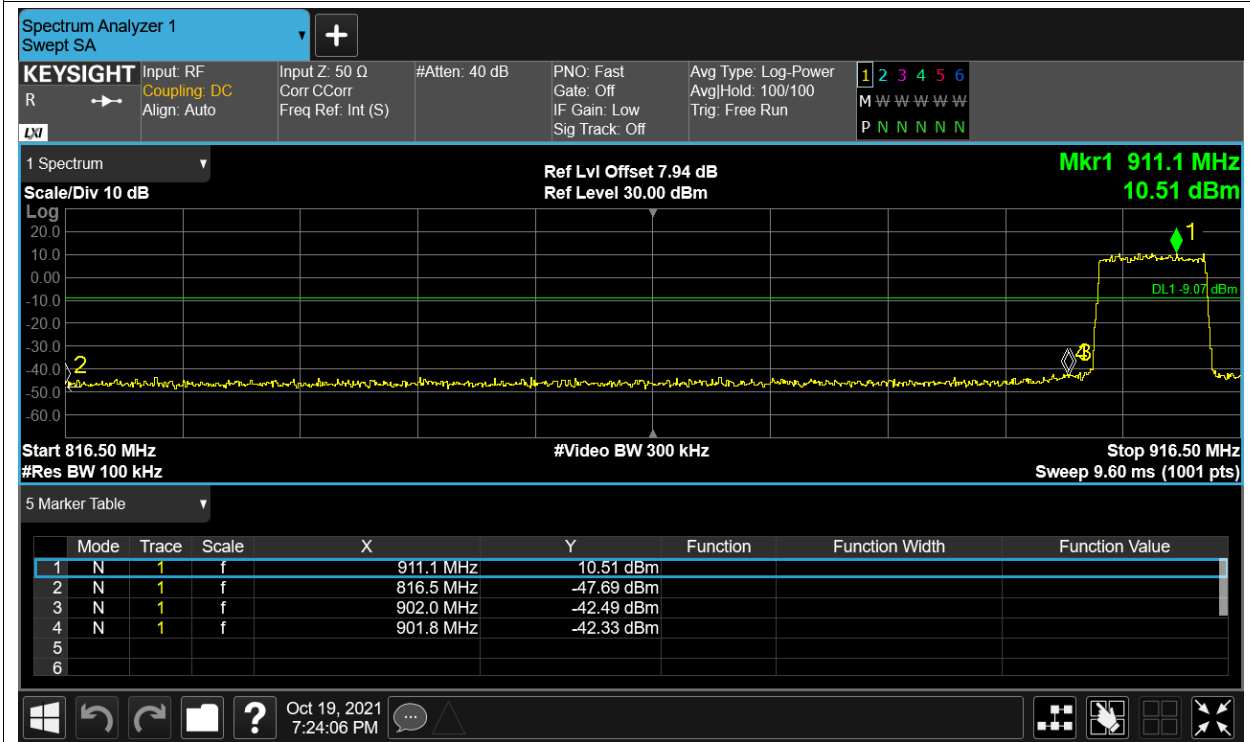 Spectrum Analyzer 1
Swept SA
KEYSIGHT
R
LXI
Input: RF
Coupling: DC
Align: Auto
Input Z: 50 Ω
Corr CCorr
Freq Ref: Int (S)
#Atten: 40 dB
PNO: Fast
Gate: Off
IF Gain: Low
Sig Track: Off
Avg Type: Log-Power
Avg|Hold: 100/100
Trig: Free Run
1 2 3 4 5 6
M W W W W W
P N N N N N
1 Spectrum
Scale/Div 10 dB
Ref Lvl Offset 7.94 dB
Ref Level 30.00 dBm
Mkr1 911.1 MHz
10.51 dBm
Log
20.0
10.0
0.00
-10.0
-20.0
-30.0
-40.0
-50.0
-60.0
1
DL1 -9.07 dBm
2
4 3
Start 816.50 MHz
#Video BW 300 kHz
Stop 916.50 MHz
#Res BW 100 kHz
Sweep 9.60 ms (1001 pts)
5 Marker Table
Mode Trace Scale X Y Function Function Width Function Value
1 N 1 f 911.1 MHz 10.51 dBm
2 N 1 f 816.5 MHz -47.69 dBm
3 N 1 f 902.0 MHz -42.49 dBm
4 N 1 f 901.8 MHz -42.33 dBm
5
6
?
Oct 19, 2021
7:24:06 PM